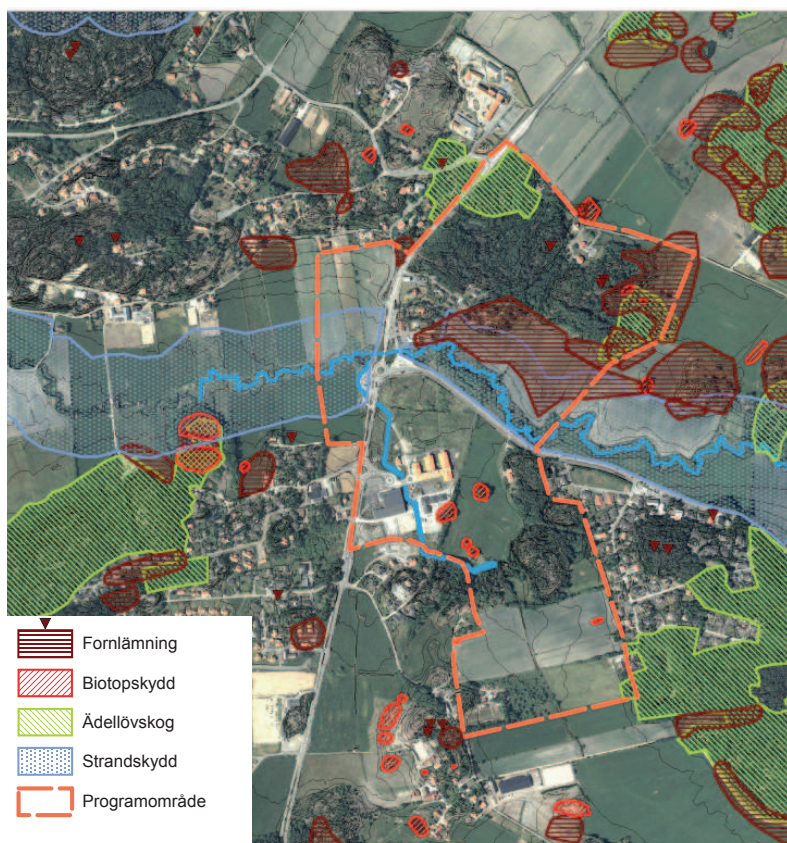 Fornlämning
Biotopskydd
Ädellövskog
Strandskydd
Programområde